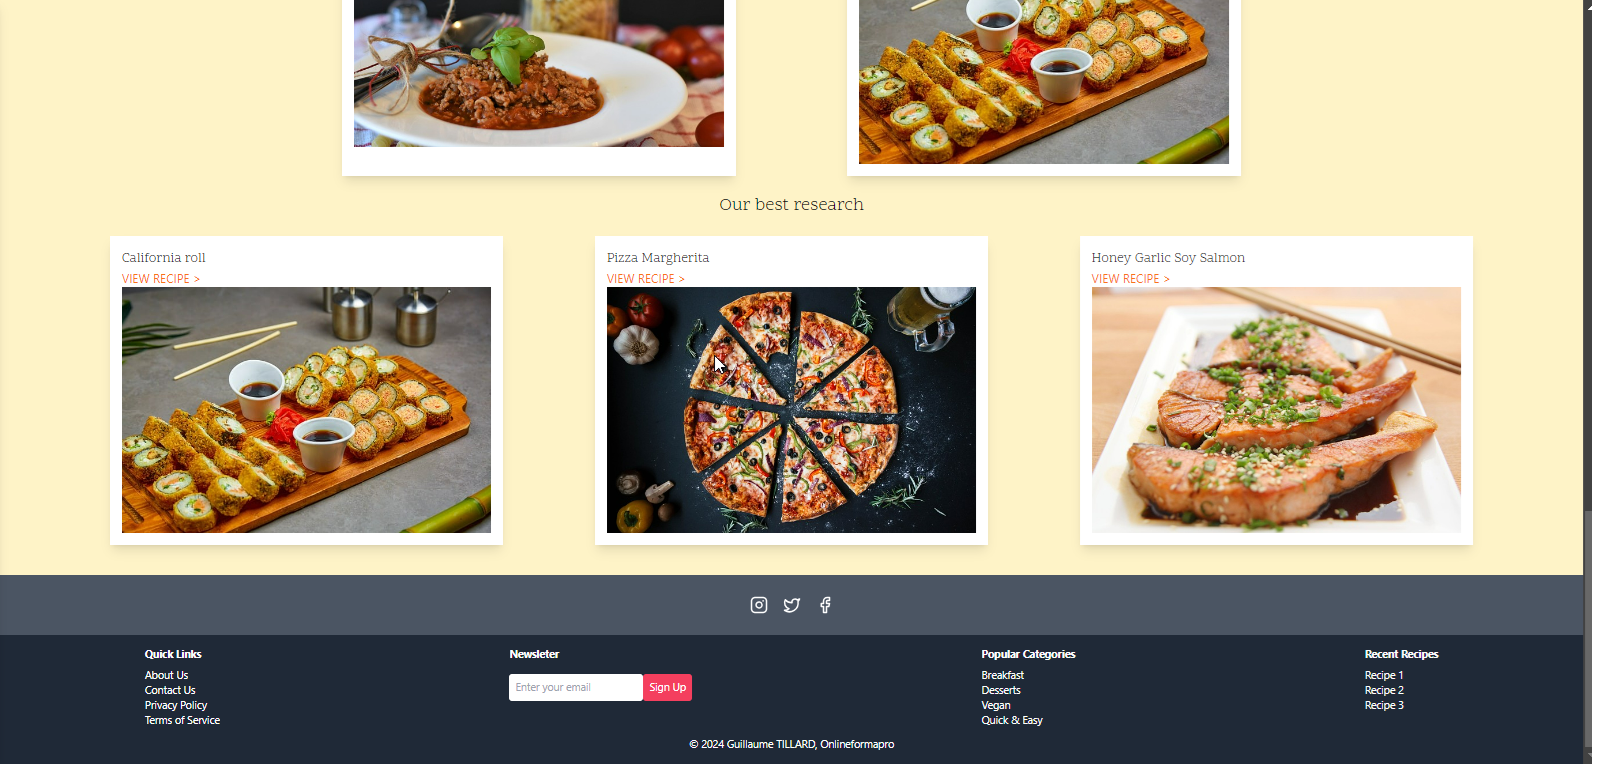 Our best research
California roll
VIEW RECIPE >
Pizza Margherita
VIEW RECIPE >
Honey Garlic Soy Salmon
VIEW RECIPE >
Quick Links
About Us
Contact Us
Privacy Policy
Terms of Service
Newsleter
Enter your email
Sign Up
Popular Categories
Breakfast
Desserts
Vegan
Quick & Easy
Recent Recipes
Recipe 1
Recipe 2
Recipe 3
© 2024 Guillaume TILLARD, Onlineformapro